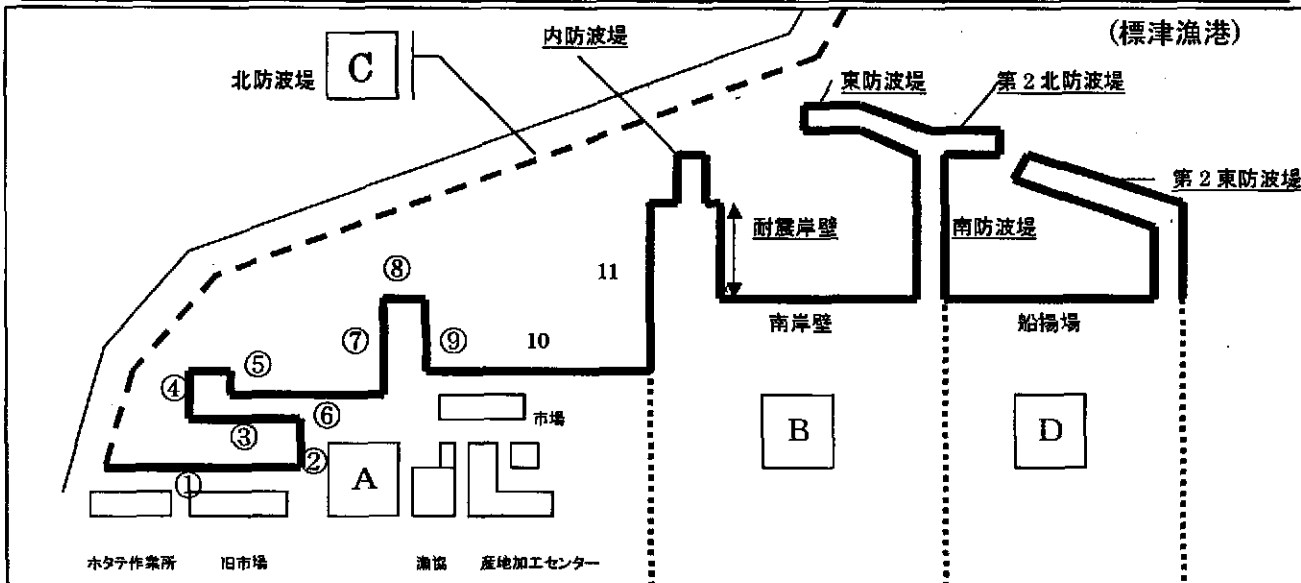 (標津漁港)
内防波堤
北防波堤
C
東防波堤
第2北防波堤
第2東防波堤
耐震岸壁
南防波堤
⑧
11
南岸壁
船揚場
⑦
⑨
10
⑤
④
⑥
市場
③
B
D
②
A
①
ホタテ作業所
旧市場
漁協
産地加工センター